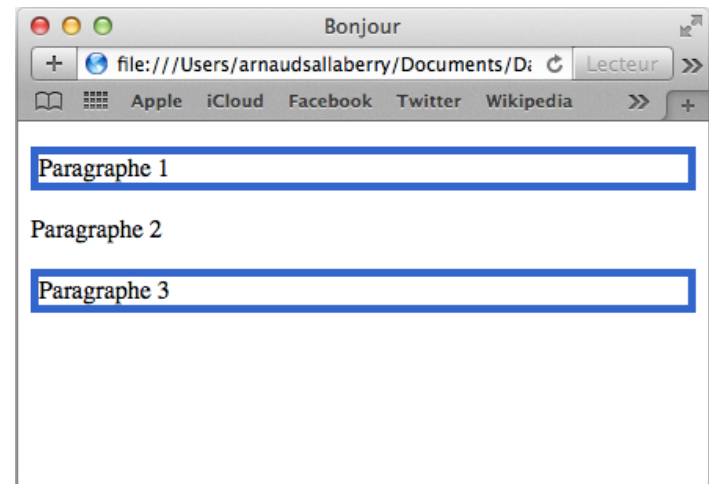 Bonjour
+ file:///Users/arnaudsallaberry/Documents/Da Lecteur »
Apple iCloud Facebook Twitter Wikipedia » +
Paragraphe 1
Paragraphe 2
Paragraphe 3